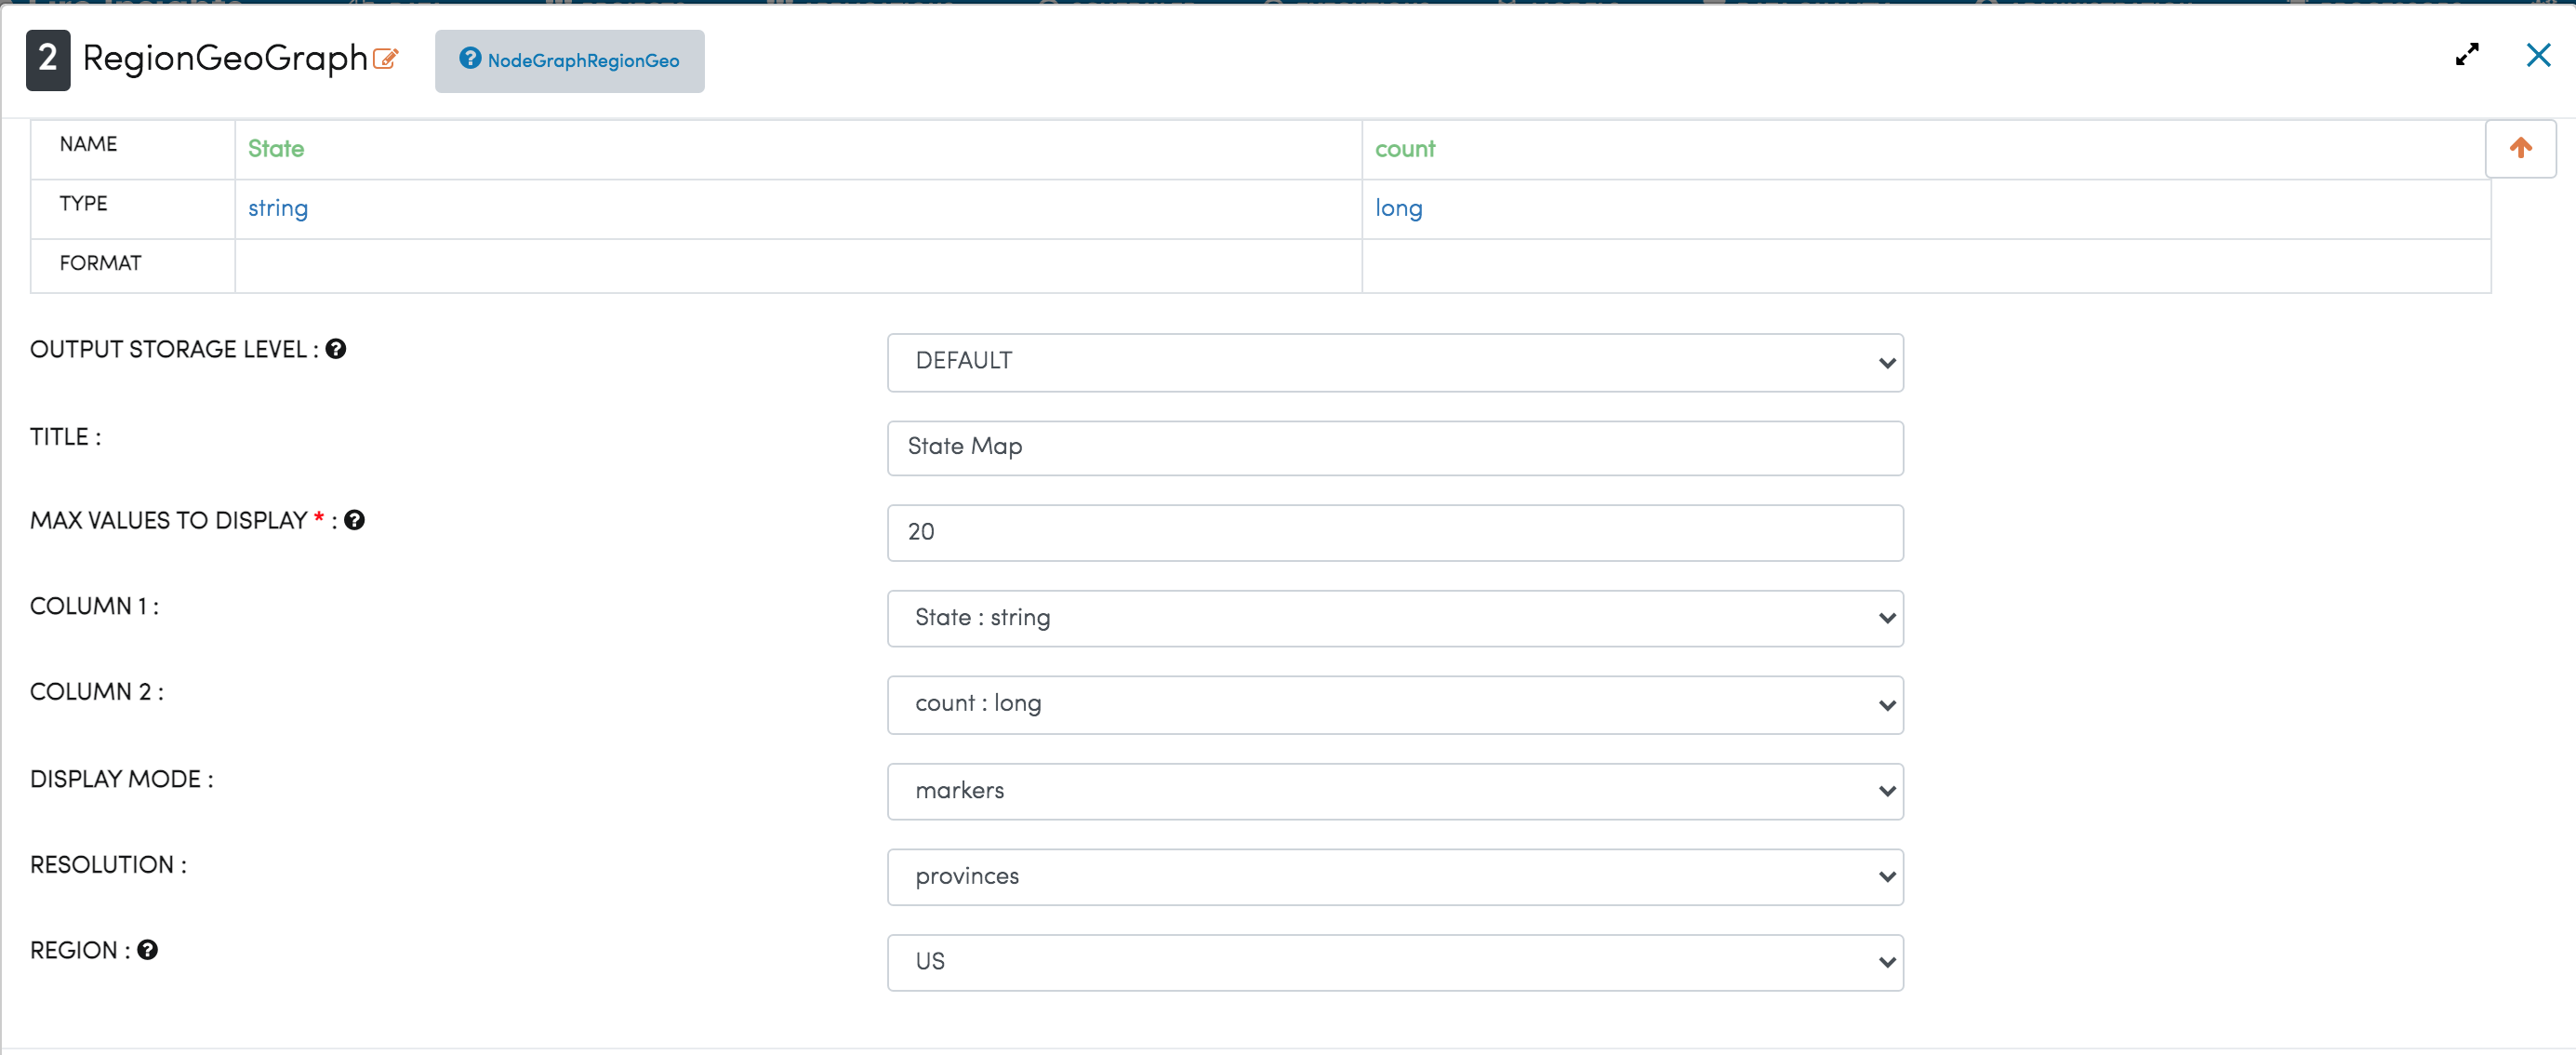 2 RegionGeoGraph NodeGraphRegionGeo
NAME State count
TYPE string long
FORMAT
OUTPUT STORAGE LEVEL : DEFAULT
TITLE : State Map
MAX VALUES TO DISPLAY * : 20
COLUMN 1 : State : string
COLUMN 2 : count : long
DISPLAY MODE : markers
RESOLUTION : provinces
REGION : US